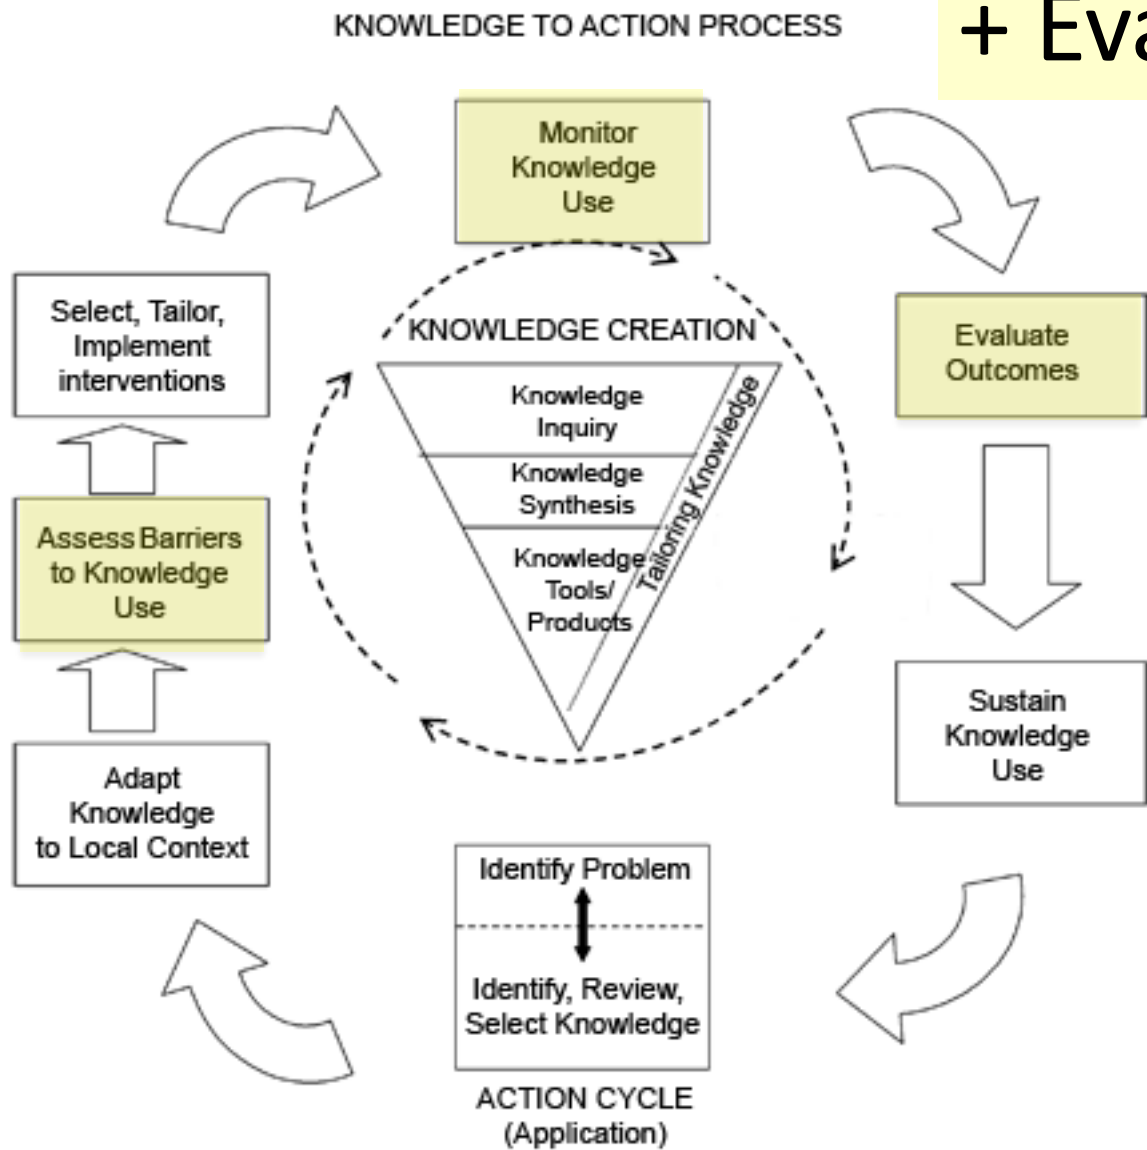 KNOWLEDGE TO ACTION PROCESS
+ Eva
Monitor
Knowledge
Use
Select, Tailor,
Implement
interventions
KNOWLEDGE CREATION
Knowledge
Inquiry
Knowledge
Synthesis
Knowledge
Tools/
Products
Tailoring Knowledge
Evaluate
Outcomes
Assess Barriers
to Knowledge
Use
Sustain
Knowledge
Use
Adapt
Knowledge
to Local Context
Identify Problem
Identify, Review,
Select Knowledge
ACTION CYCLE
(Application)